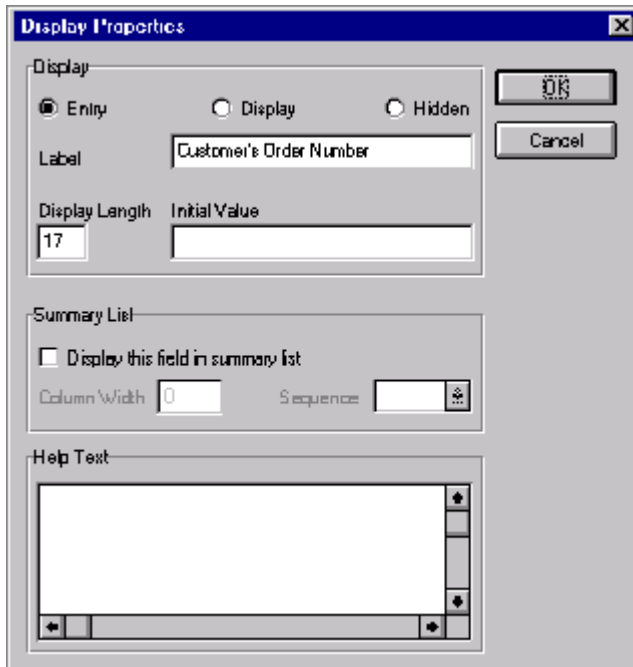 Display Properties
Display
OK
Entry
Display
Hidden
Cancel
Label
Customer's Order Number
Display Length
Initial Value
17
Summary List
Display this field in summary list
Column Width
0
Sequence
Help Text